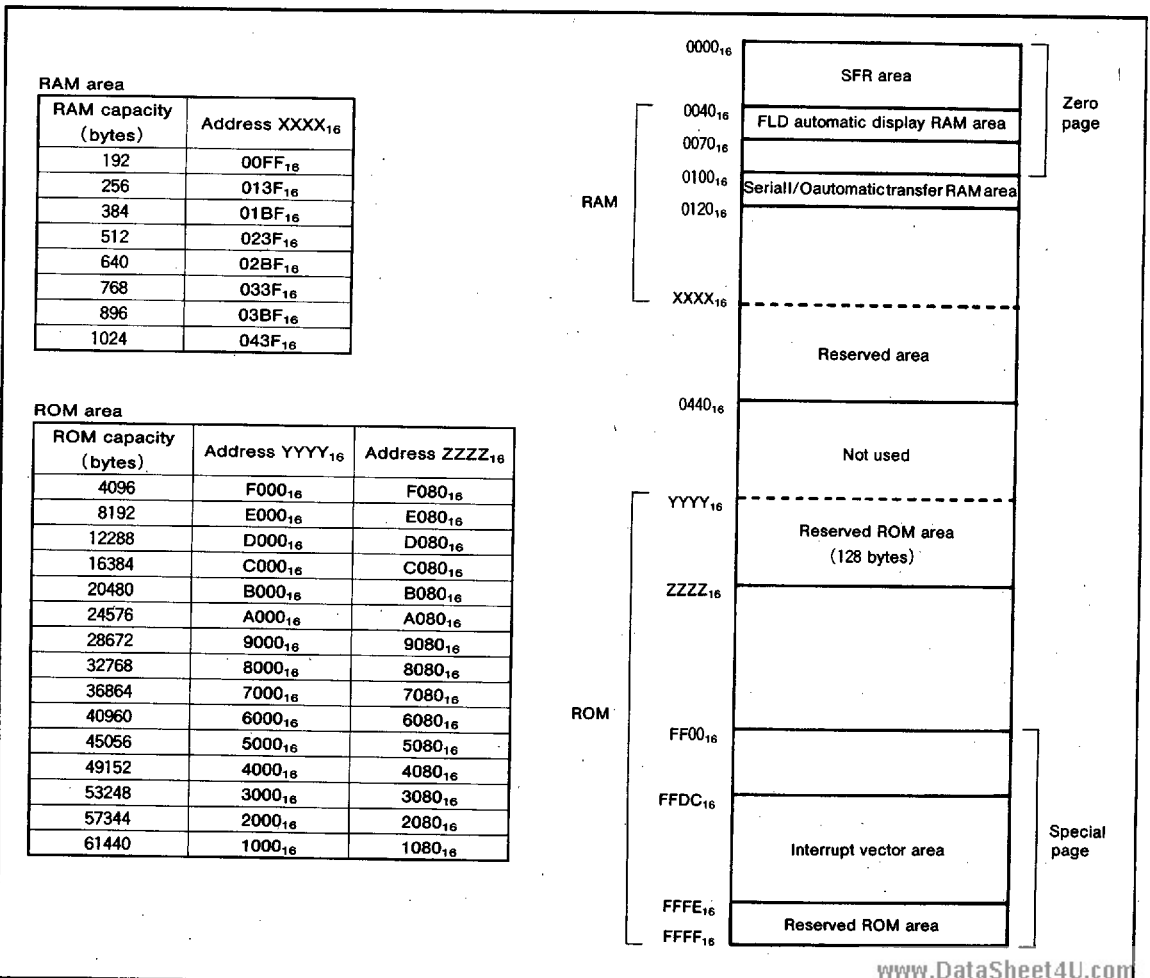 RAM area
RAM capacity (bytes) Address XXXX₁₆
192 00FF₁₆
256 013F₁₆
384 01BF₁₆
512 023F₁₆
640 02BF₁₆
768 033F₁₆
896 03BF₁₆
1024 043F₁₆
ROM area
ROM capacity (bytes) Address YYYY₁₆ Address ZZZZ₁₆
4096 F000₁₆ F080₁₆
8192 E000₁₆ E080₁₆
12288 D000₁₆ D080₁₆
16384 C000₁₆ C080₁₆
20480 B000₁₆ B080₁₆
24576 A000₁₆ A080₁₆
28672 9000₁₆ 9080₁₆
32768 8000₁₆ 8080₁₆
36864 7000₁₆ 7080₁₆
40960 6000₁₆ 6080₁₆
45056 5000₁₆ 5080₁₆
49152 4000₁₆ 4080₁₆
53248 3000₁₆ 3080₁₆
57344 2000₁₆ 2080₁₆
61440 1000₁₆ 1080₁₆
0000₁₆
SFR area
Zero page
0040₁₆
FLD automatic display RAM area
0070₁₆
0100₁₆
SerialI/OautomatictransferRAMarea
RAM
0120₁₆
XXXX₁₆
Reserved area
0440₁₆
Not used
YYYY₁₆
Reserved ROM area
(128 bytes)
ZZZZ₁₆
ROM
FF00₁₆
FFDC₁₆
Interrupt vector area
Special page
FFFE₁₆
Reserved ROM area
FFFF₁₆
www.DataSheet4U.com